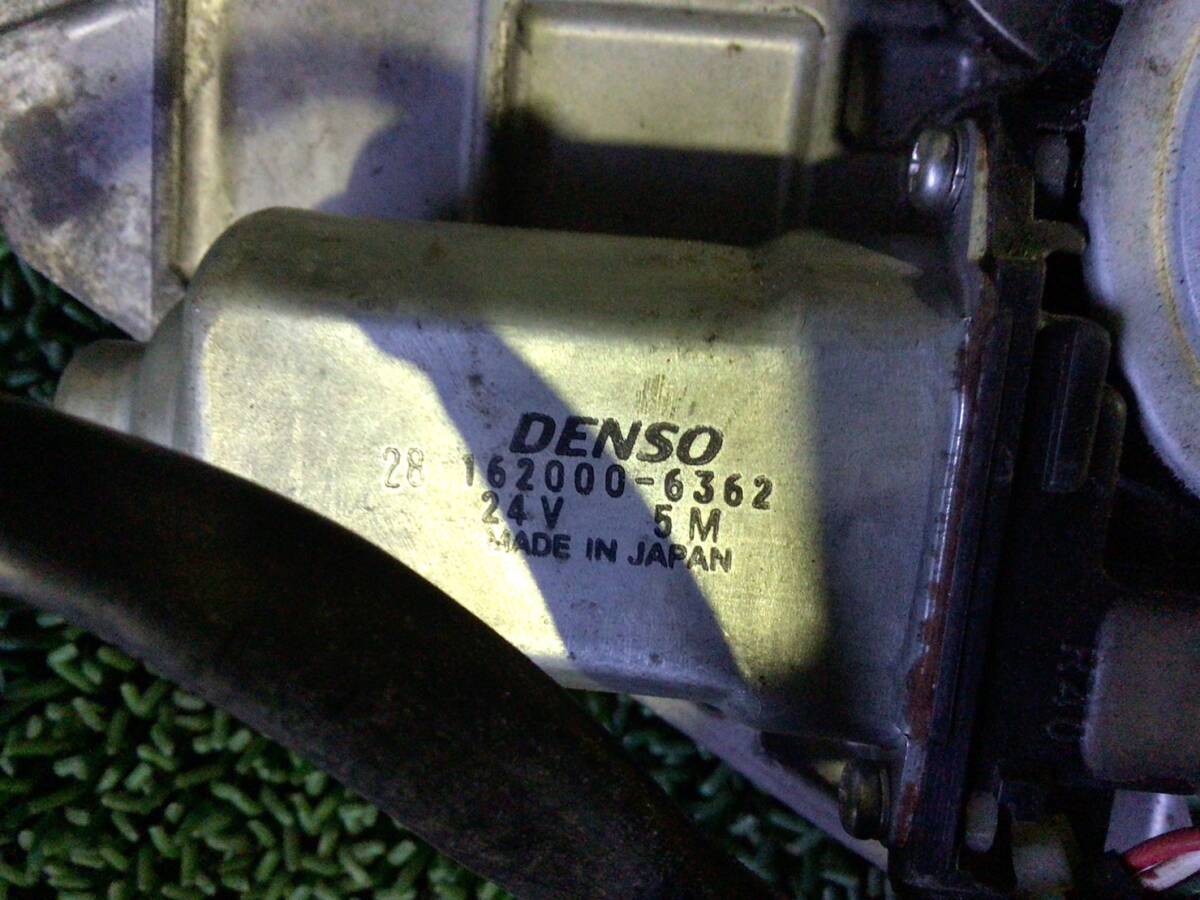 DENSO
28 162000-6362
24V 5M
MADE IN JAPAN